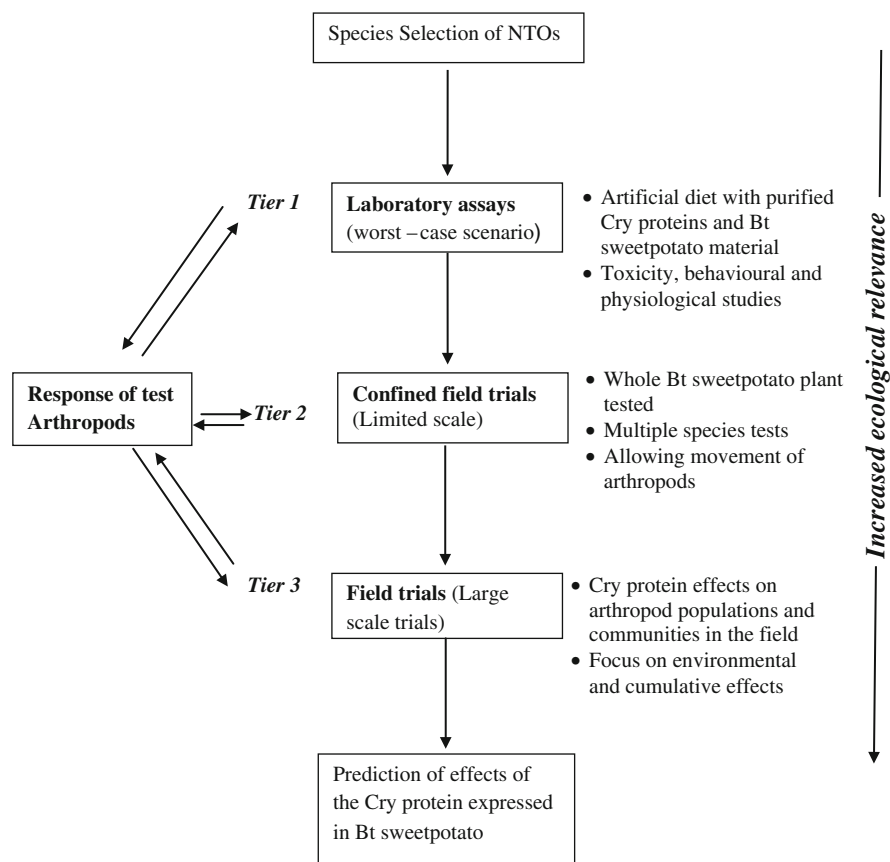 Species Selection of NTOs
Tier 1
Laboratory assays
(worst –case scenario)
• Artificial diet with purified
Cry proteins and Bt
sweetpotato material
• Toxicity, behavioural and
physiological studies
Response of test
Arthropods
Tier 2
Confined field trials
(Limited scale)
• Whole Bt sweetpotato plant
tested
• Multiple species tests
• Allowing movement of
arthropods
Tier 3
Field trials (Large
scale trials)
• Cry protein effects on
arthropod populations and
communities in the field
• Focus on environmental
and cumulative effects
Prediction of effects of
the Cry protein expressed
in Bt sweetpotato
Increased ecological relevance